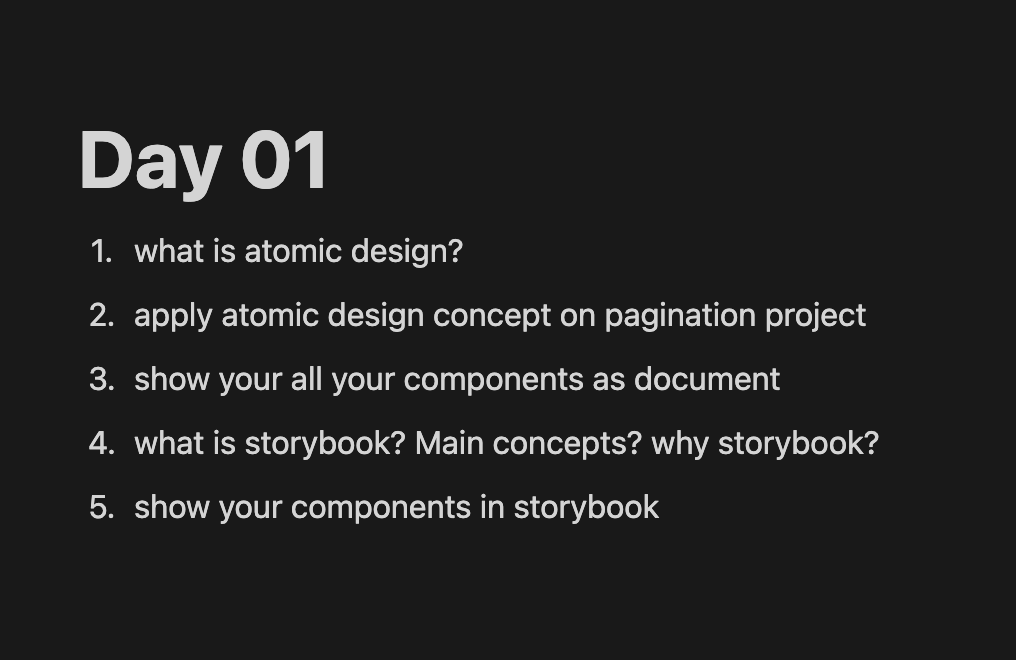 Day 01
1. what is atomic design?
2. apply atomic design concept on pagination project
3. show your all your components as document
4. what is storybook? Main concepts? why storybook?
5. show your components in storybook